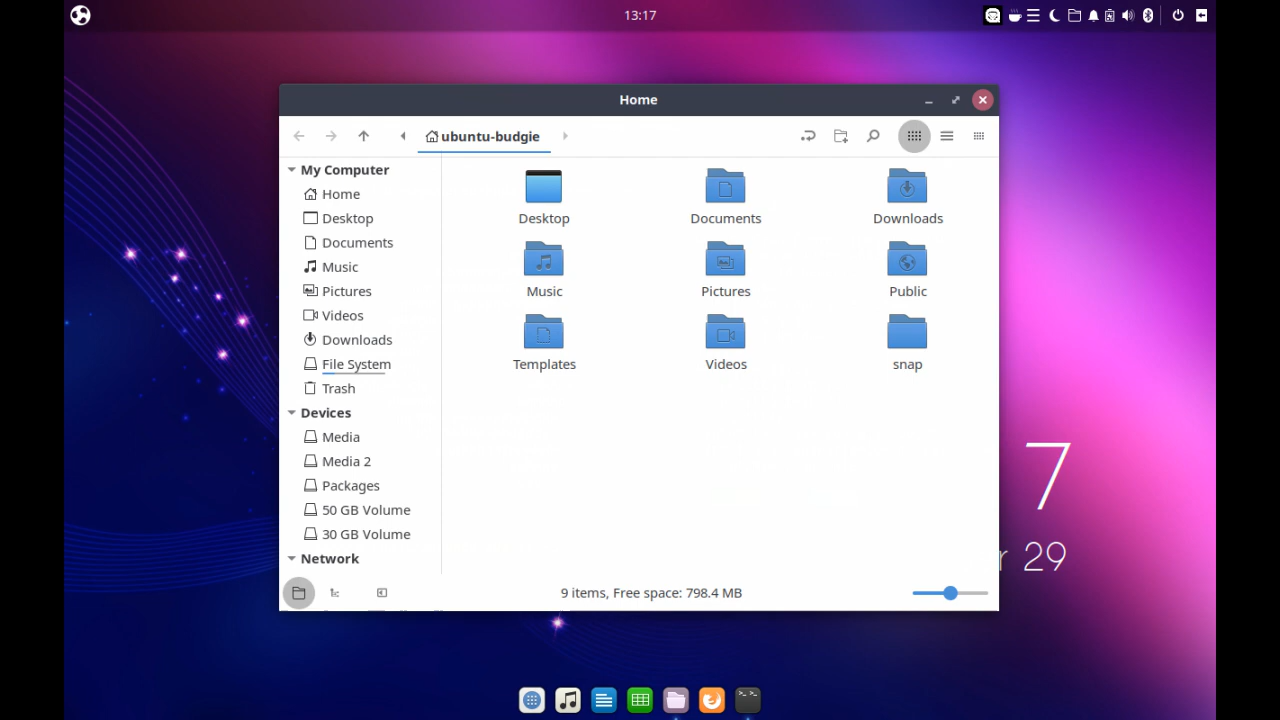 13:17
Home
ubuntu-budgie
My Computer
Home
Desktop
Documents
Music
Pictures
Videos
Downloads
File System
Trash
Devices
Media
Media 2
Packages
50 GB Volume
30 GB Volume
Network
Desktop
Documents
Downloads
Music
Pictures
Public
Templates
Videos
snap
9 items, Free space: 798.4 MB
7
r 29